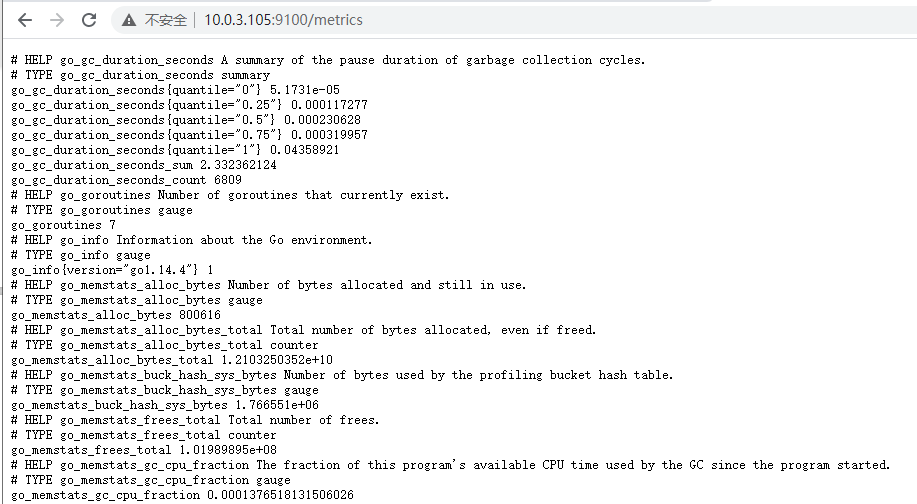 不安全 | 10.0.3.105:9100/metrics
# HELP go_gc_duration_seconds A summary of the pause duration of garbage collection cycles.
# TYPE go_gc_duration_seconds summary
go_gc_duration_seconds{quantile="0"} 5.1731e-05
go_gc_duration_seconds{quantile="0.25"} 0.000117277
go_gc_duration_seconds{quantile="0.5"} 0.000230628
go_gc_duration_seconds{quantile="0.75"} 0.000319957
go_gc_duration_seconds{quantile="1"} 0.04358921
go_gc_duration_seconds_sum 2.332362124
go_gc_duration_seconds_count 6809
# HELP go_goroutines Number of goroutines that currently exist.
# TYPE go_goroutines gauge
go_goroutines 7
# HELP go_info Information about the Go environment.
# TYPE go_info gauge
go_info{version="go1.14.4"} 1
# HELP go_memstats_alloc_bytes Number of bytes allocated and still in use.
# TYPE go_memstats_alloc_bytes gauge
go_memstats_alloc_bytes 800616
# HELP go_memstats_alloc_bytes_total Total number of bytes allocated, even if freed.
# TYPE go_memstats_alloc_bytes_total counter
go_memstats_alloc_bytes_total 1.2103250352e+10
# HELP go_memstats_buck_hash_sys_bytes Number of bytes used by the profiling bucket hash table.
# TYPE go_memstats_buck_hash_sys_bytes gauge
go_memstats_buck_hash_sys_bytes 1.766551e+06
# HELP go_memstats_frees_total Total number of frees.
# TYPE go_memstats_frees_total counter
go_memstats_frees_total 1.01989895e+08
# HELP go_memstats_gc_cpu_fraction The fraction of this program's available CPU time used by the GC since the program started.
# TYPE go_memstats_gc_cpu_fraction gauge
go_memstats_gc_cpu_fraction 0.0001376518131506026